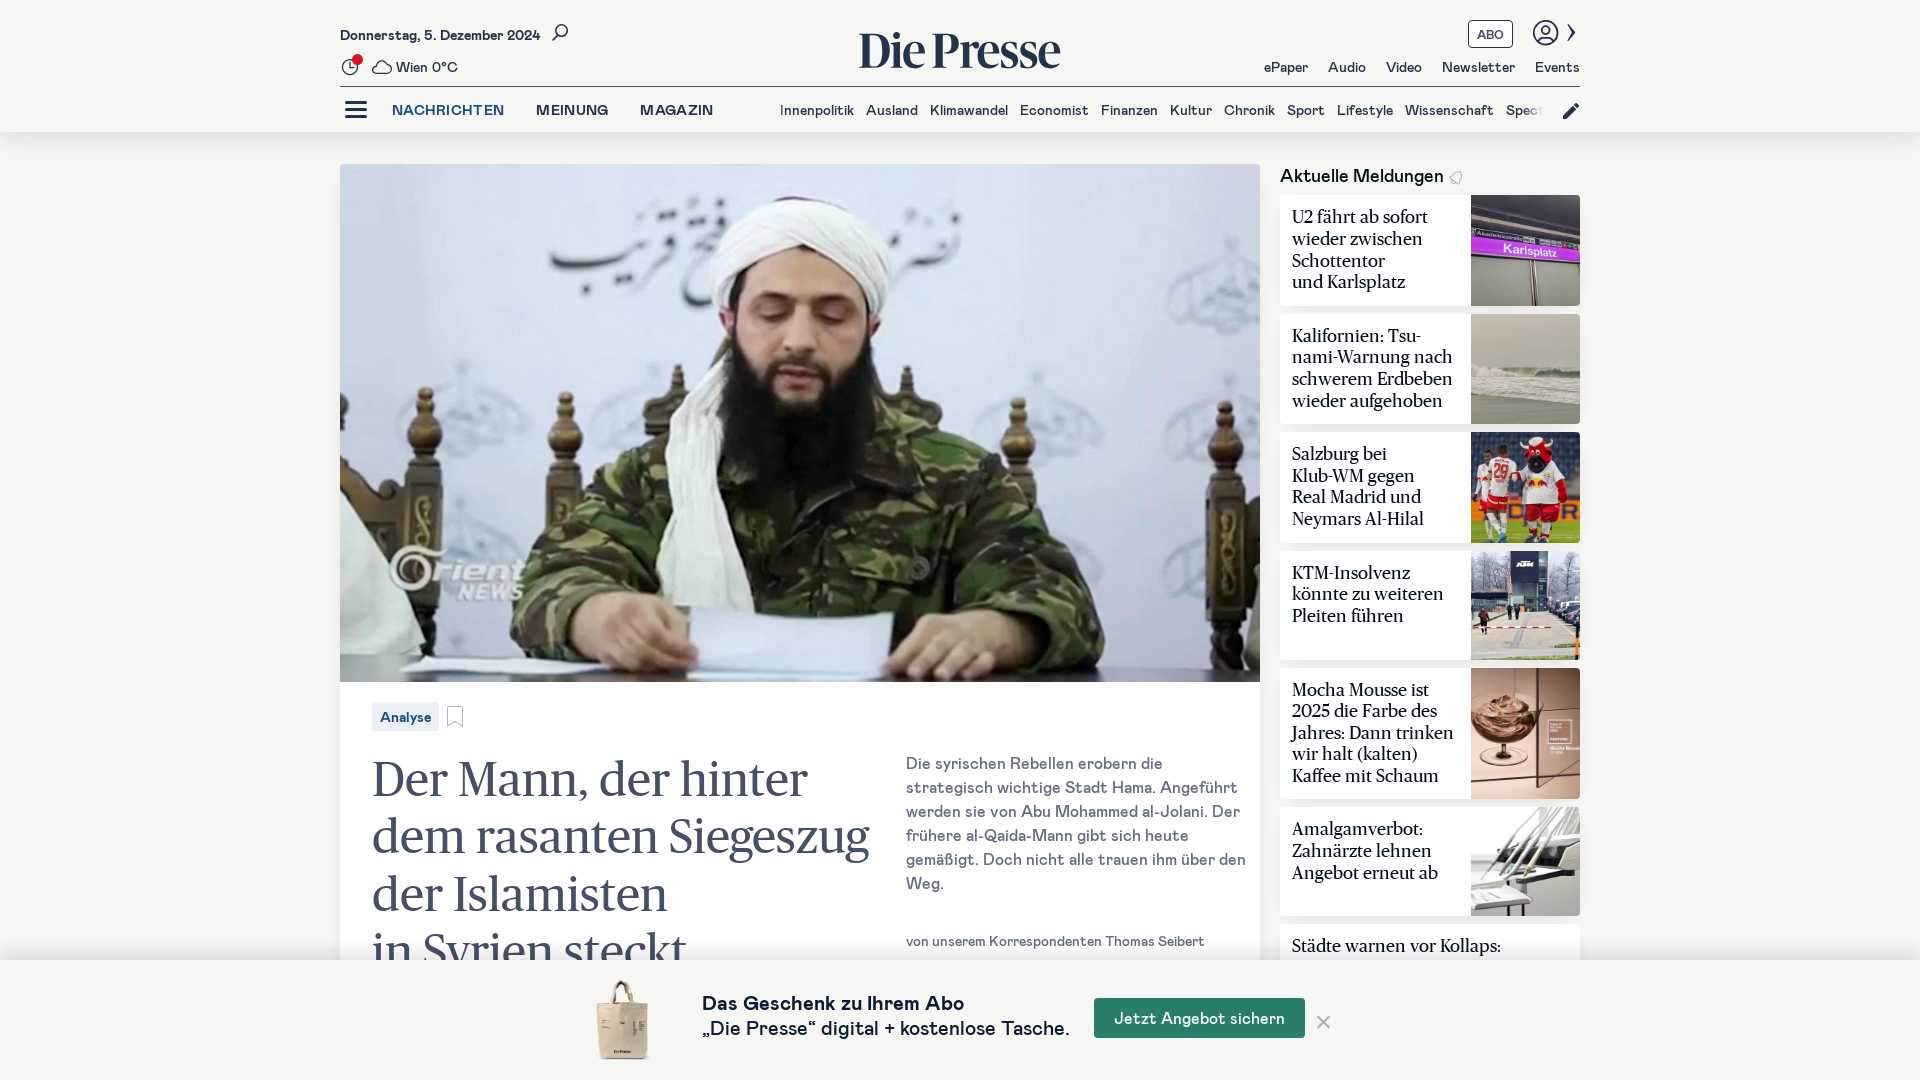 Donnerstag, 5. Dezember 2024
Wien 0°C
Die Presse
ABO
ePaper Audio Video Newsletter Events
NACHRICHTEN MEINUNG MAGAZIN
Innenpolitik Ausland Klimawandel Economist Finanzen Kultur Chronik Sport Lifestyle Wissenschaft Spect
Orient
NEWS
Analyse
Der Mann, der hinter
dem rasanten Siegeszug
der Islamisten
in Syrien steckt
Die syrischen Rebellen erobern die
strategisch wichtige Stadt Hama. Angeführt
werden sie von Abu Mohammed al-Jolani. Der
frühere al-Qaida-Mann gibt sich heute
gemäßigt. Doch nicht alle trauen ihm über den
Weg.
von unserem Korrespondenten Thomas Seibert
Aktuelle Meldungen
U2 fährt ab sofort
wieder zwischen
Schottentor
und Karlsplatz
Karlsplatz
Kalifornien: Tsu-
nami-Warnung nach
schwerem Erdbeben
wieder aufgehoben
Salzburg bei
Klub-WM gegen
Real Madrid und
Neymars Al-Hilal
29
KTM-Insolvenz
könnte zu weiteren
Pleiten führen
KTM
Mocha Mousse ist
2025 die Farbe des
Jahres: Dann trinken
wir halt (kalten)
Kaffee mit Schaum
Amalgamverbot:
Zahnärzte lehnen
Angebot erneut ab
Städte warnen vor Kollaps:
Das Geschenk zu Ihrem Abo
„Die Presse“ digital + kostenlose Tasche.
Jetzt Angebot sichern